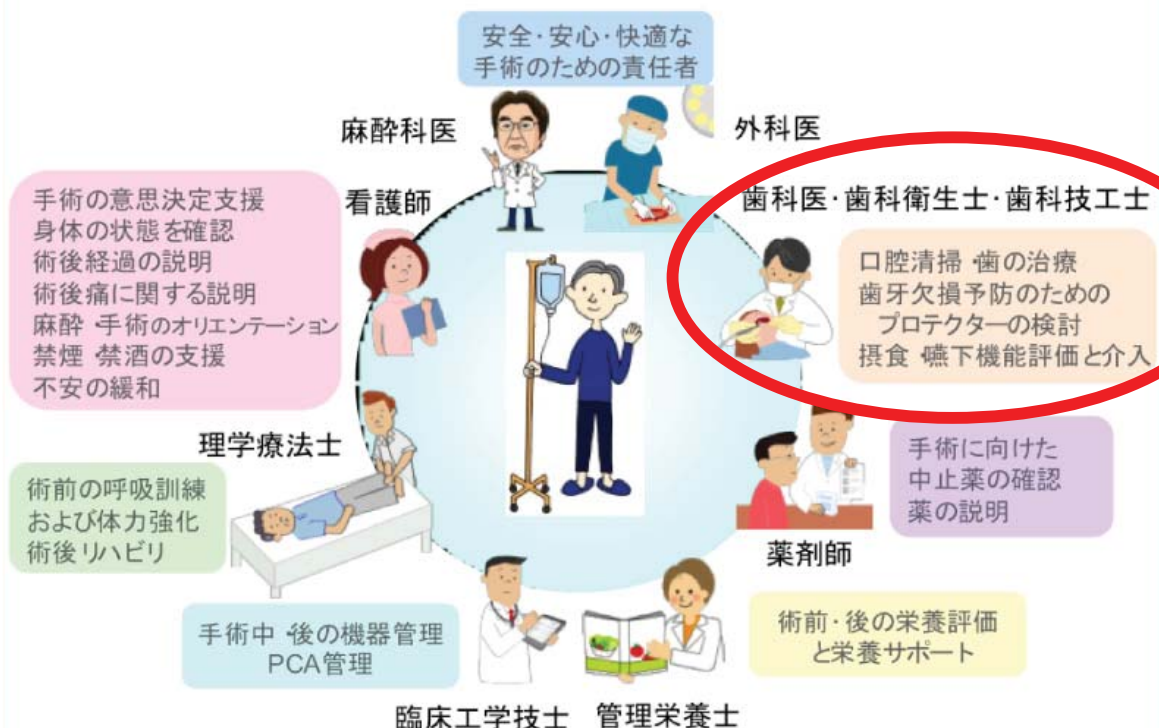 安全・安心・快適な
手術のための責任者
麻酔科医
外科医
看護師
手術の意思決定支援
身体の状態を確認
術後経過の説明
術後痛に関する説明
麻酔・手術のオリエンテーション
禁煙・禁酒の支援
不安の緩和
歯科医・歯科衛生士・歯科技工士
口腔清掃・歯の治療
歯牙欠損予防のための
プロテクターの検討
摂食・嚥下機能評価と介入
理学療法士
術前の呼吸訓練
および体力強化
術後リハビリ
手術に向けた
中止薬の確認
薬の説明
薬剤師
手術中・後の機器管理
PCA管理
臨床工学技士
術前・後の栄養評価
と栄養サポート
管理栄養士